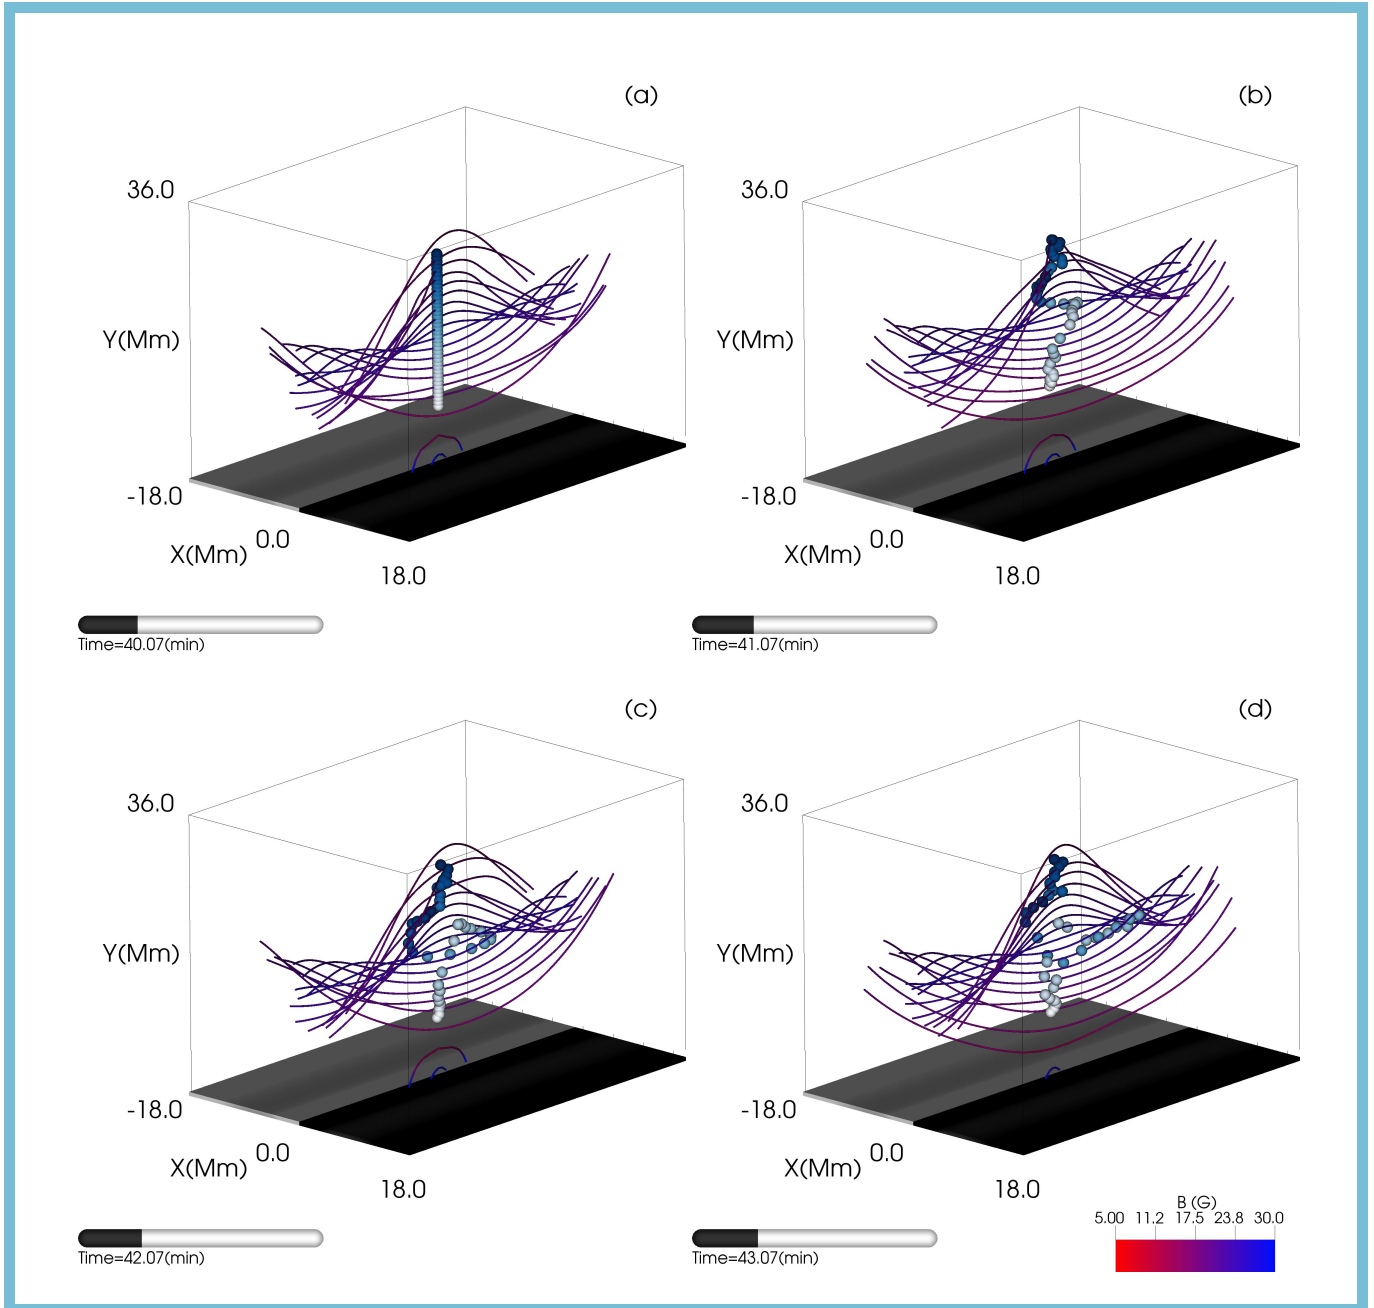 (a)
36.0
Y(Mm)
-18.0
X(Mm)
0.0
18.0
Time=40.07(min)
(b)
36.0
Y(Mm)
-18.0
X(Mm)
0.0
18.0
Time=41.07(min)
(c)
36.0
Y(Mm)
-18.0
X(Mm)
0.0
18.0
Time=42.07(min)
(d)
36.0
Y(Mm)
-18.0
X(Mm)
0.0
18.0
Time=43.07(min)
B (G)
5.00 11.2 17.5 23.8 30.0